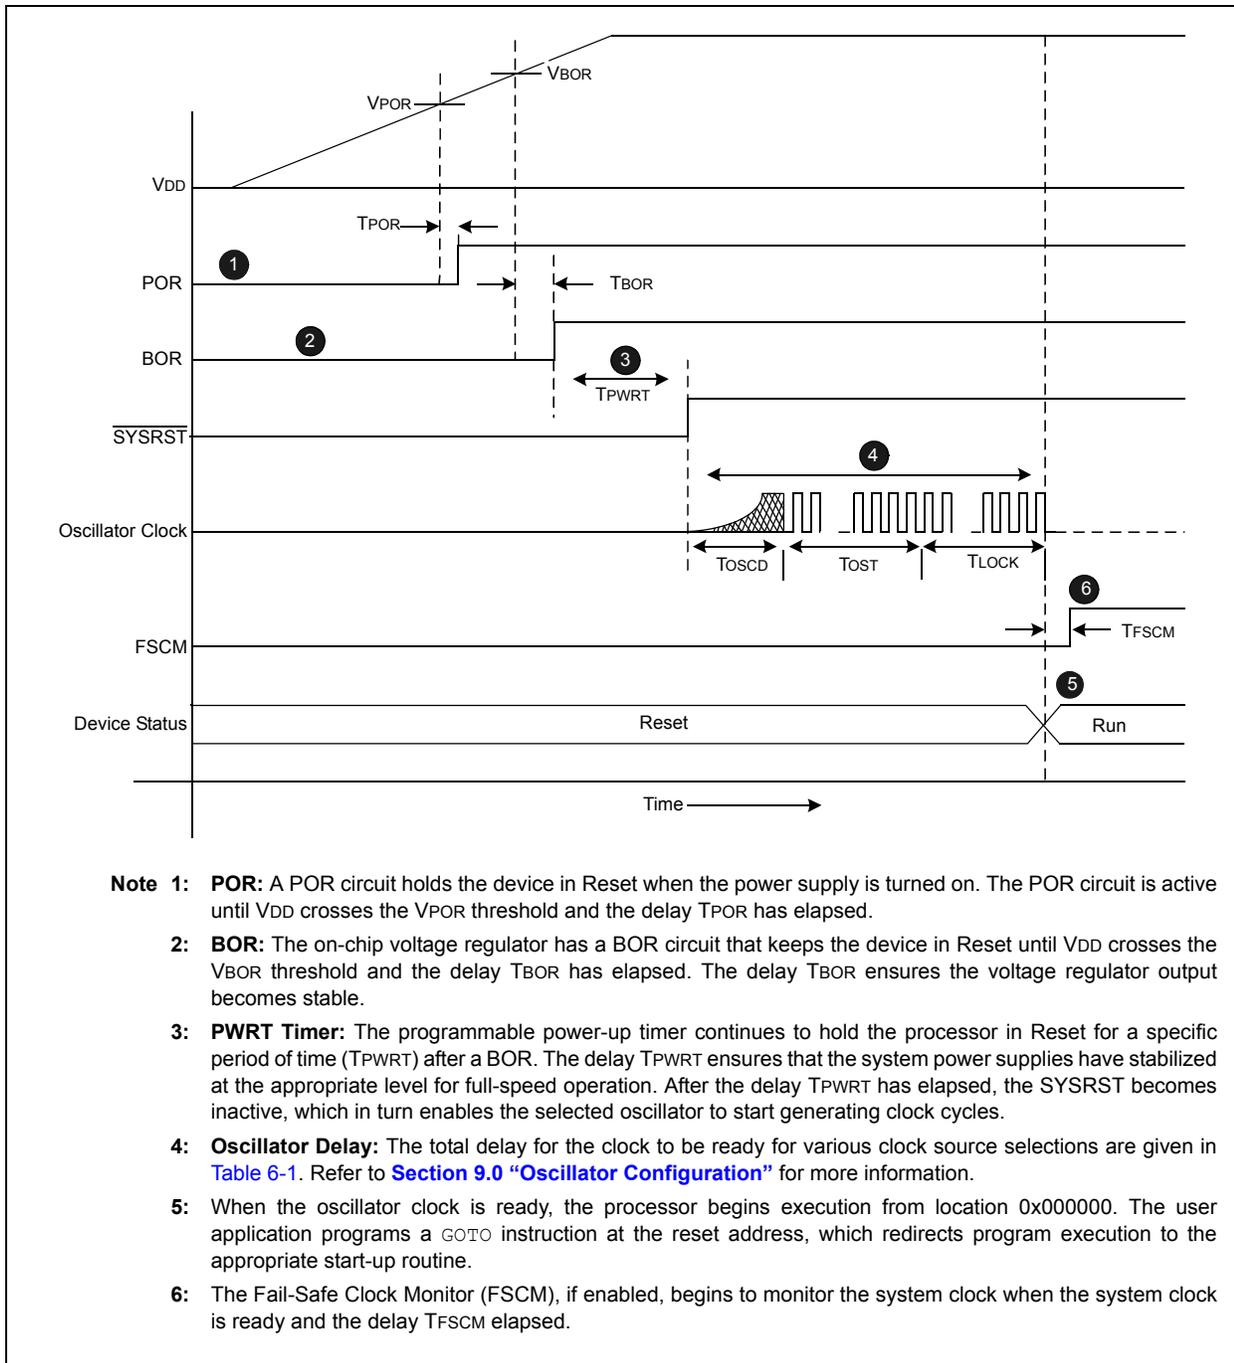 VBOR
VPOR
VDD
TPOR
1
POR
TBOR
2
BOR
3
TPWRT
SYSRST
4
Oscillator Clock
TOSCD
TOST
TLOCK
6
FSCM
TFSCM
5
Device Status
Reset
Run
Time
Note 1: POR: A POR circuit holds the device in Reset when the power supply is turned on. The POR circuit is active
until VDD crosses the VPOR threshold and the delay TPOR has elapsed.
2: BOR: The on-chip voltage regulator has a BOR circuit that keeps the device in Reset until VDD crosses the
VBOR threshold and the delay TBOR has elapsed. The delay TBOR ensures the voltage regulator output
becomes stable.
3: PWRT Timer: The programmable power-up timer continues to hold the processor in Reset for a specific
period of time (TPWRT) after a BOR. The delay TPWRT ensures that the system power supplies have stabilized
at the appropriate level for full-speed operation. After the delay TPWRT has elapsed, the SYSRST becomes
inactive, which in turn enables the selected oscillator to start generating clock cycles.
4: Oscillator Delay: The total delay for the clock to be ready for various clock source selections are given in
Table 6-1. Refer to Section 9.0 “Oscillator Configuration” for more information.
5: When the oscillator clock is ready, the processor begins execution from location 0x000000. The user
application programs a GOTO instruction at the reset address, which redirects program execution to the
appropriate start-up routine.
6: The Fail-Safe Clock Monitor (FSCM), if enabled, begins to monitor the system clock when the system clock
is ready and the delay TFSCM elapsed.